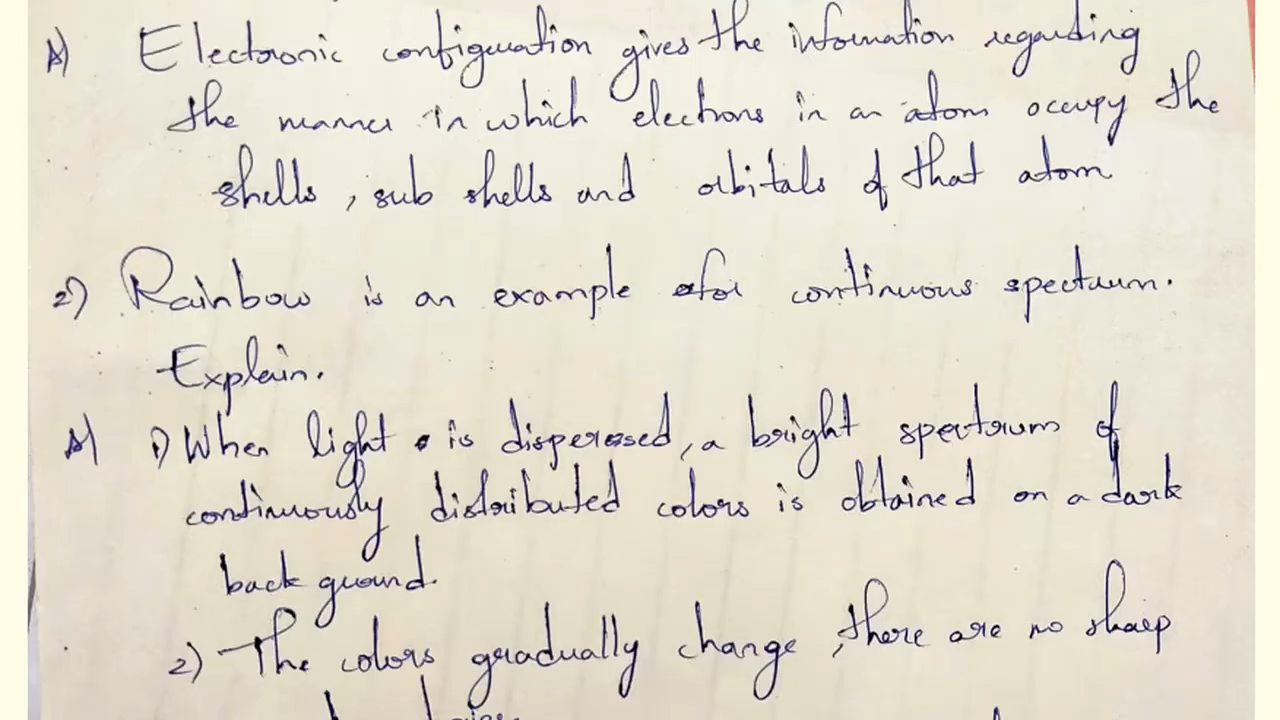 A) Electronic configuration gives the information regarding
the manner in which electrons in an atom occupy the
shells, sub shells and orbitals of that atom
2) Rainbow is an example for continuous spectrum.
Explain.
A) 1) When light is dispersed, a bright spectrum of
continuously distributed colors is obtained on a dark
back ground.
2) The colors gradually change, there are no sharp